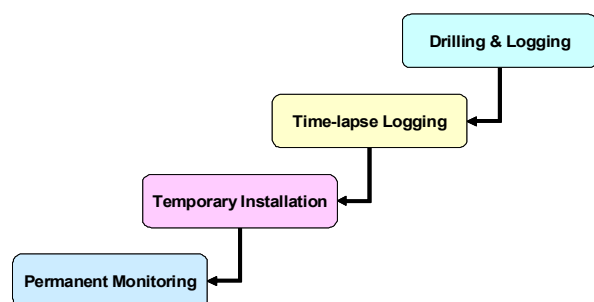 Drilling & Logging
Time-lapse Logging
Temporary Installation
Permanent Monitoring